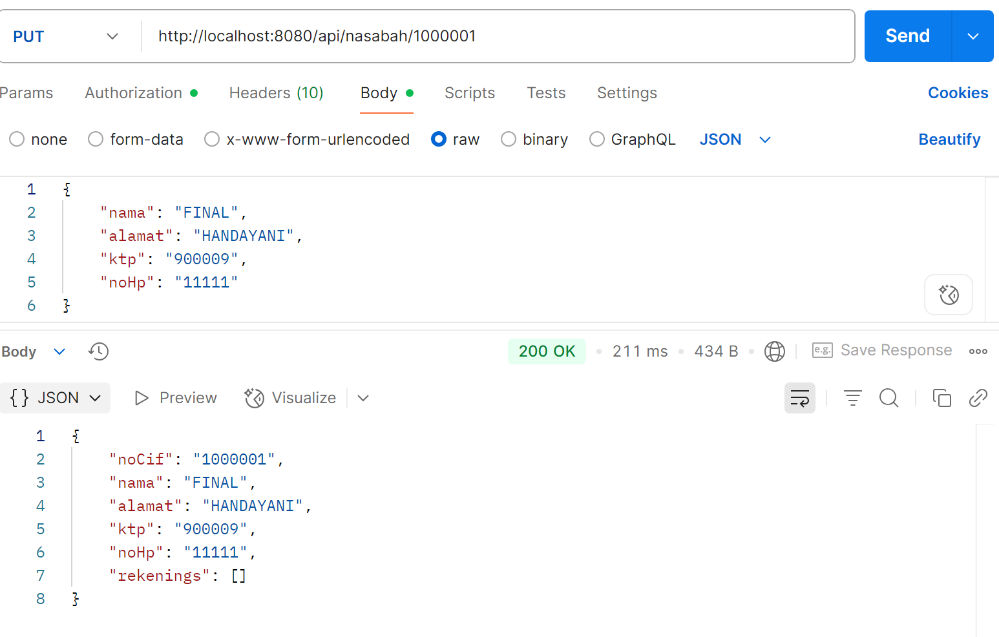 PUT http://localhost:8080/api/nasabah/1000001 Send
Params Authorization Headers (10) Body Scripts Tests Settings Cookies
none form-data x-www-form-urlencoded raw binary GraphQL JSON Beautify
1 {
2 "nama": "FINAL",
3 "alamat": "HANDAYANI",
4 "ktp": "900009",
5 "noHp": "11111"
6 }
Body 200 OK 211 ms 434 B e.g. Save Response
{} JSON Preview Visualize
1 {
2 "noCif": "1000001",
3 "nama": "FINAL",
4 "alamat": "HANDAYANI",
5 "ktp": "900009",
6 "noHp": "11111",
7 "rekenings": []
8 }